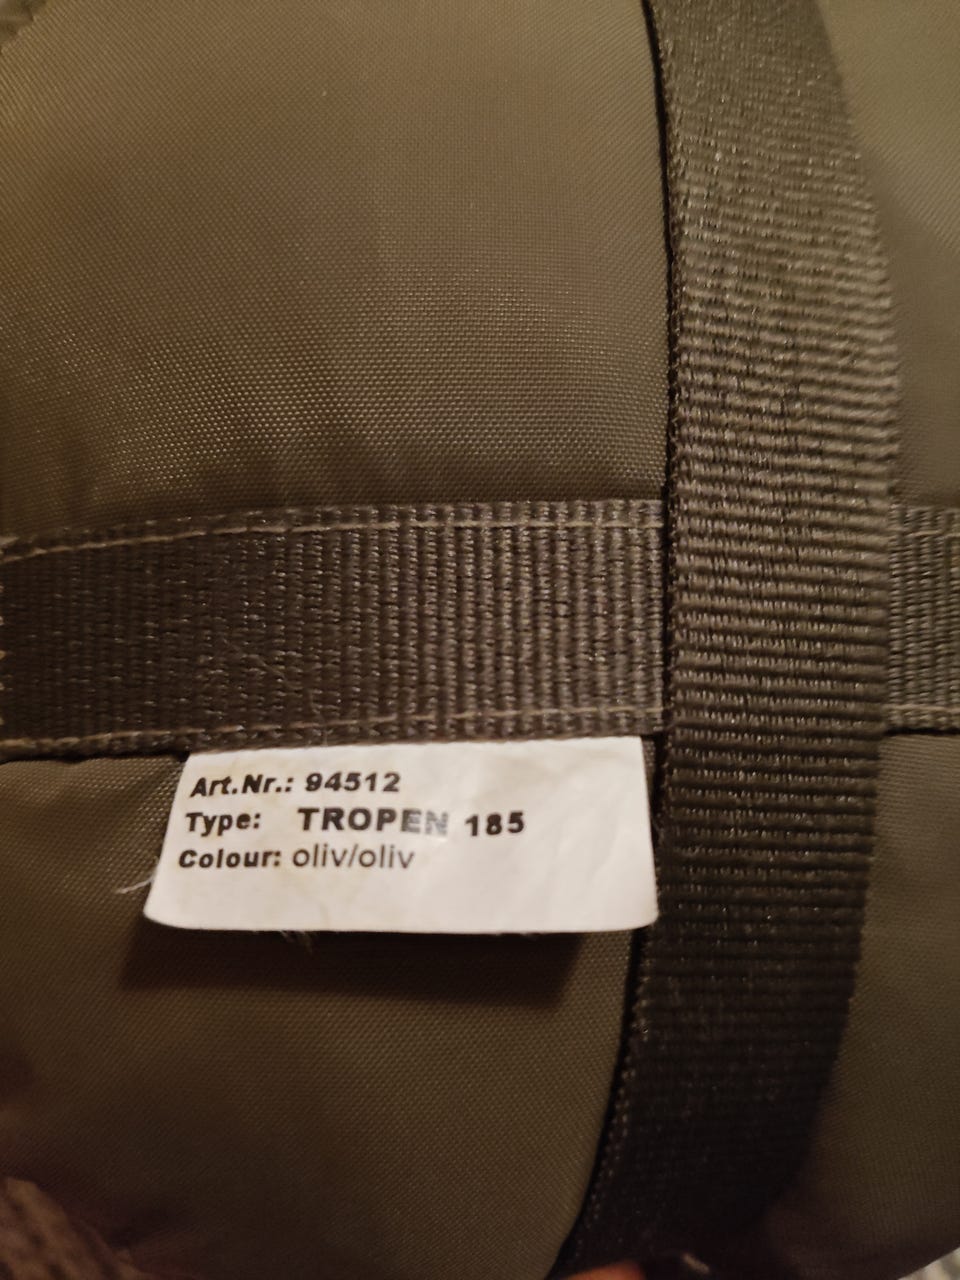 Art.Nr.: 94512
Type: TROPEN 185
Colour: oliv/oliv